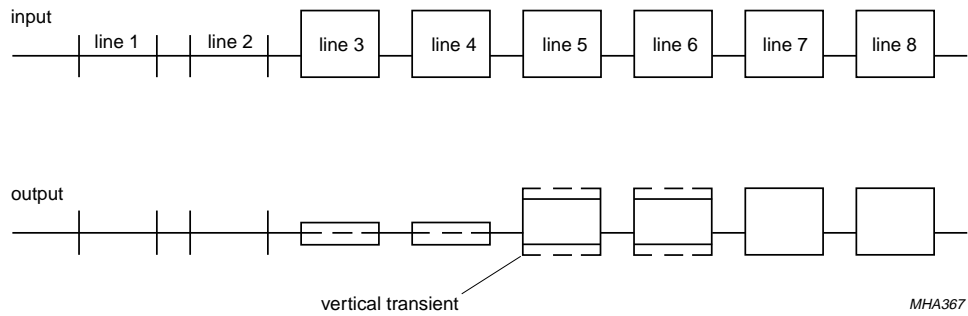 input
line 1 line 2 line 3 line 4 line 5 line 6 line 7 line 8
output
vertical transient
MHA367